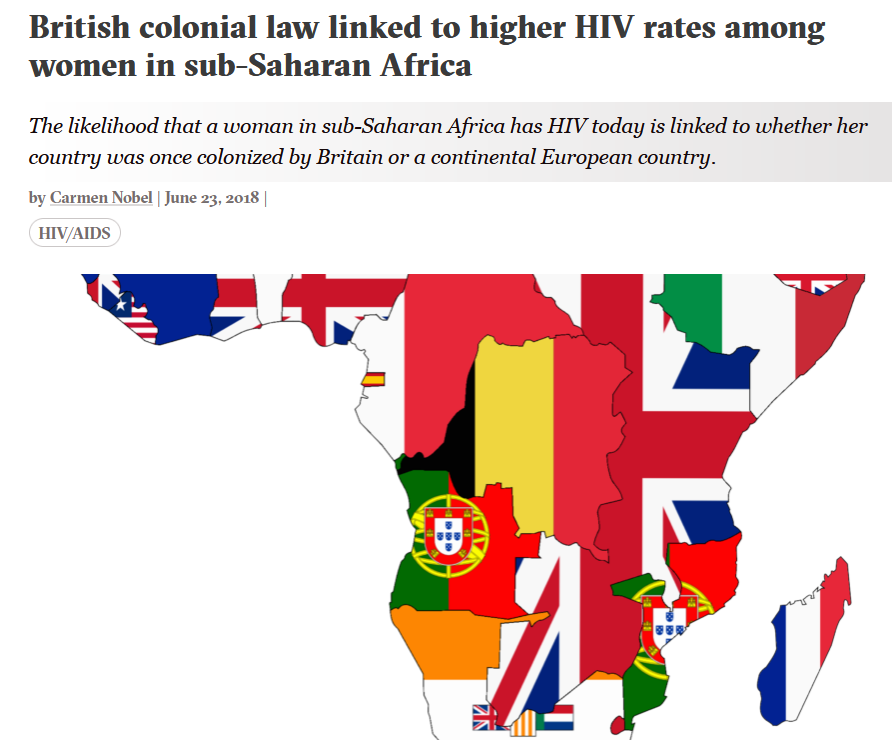 British colonial law linked to higher HIV rates among
women in sub-Saharan Africa
The likelihood that a woman in sub-Saharan Africa has HIV today is linked to whether her
country was once colonized by Britain or a continental European country.
by Carmen Nobel | June 23, 2018 |
HIV/AIDS